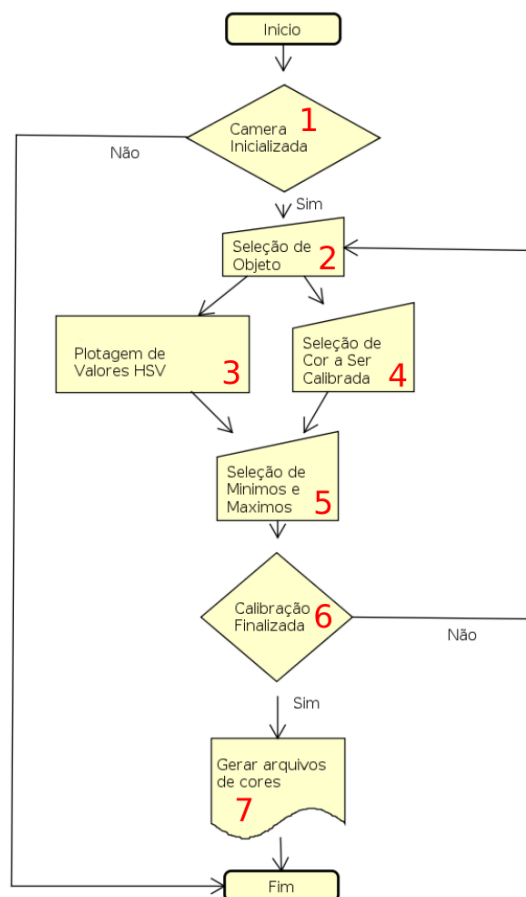 Inicio
1
Camera
Inicializada
Não
Sim
Seleção de
Objeto
2
Plotagem de
Valores HSV
3
Seleção de
Cor a Ser
Calibrada
4
Seleção de
Minimos e
Maximos
5
Calibração
Finalizada
6
Não
Sim
Gerar arquivos
de cores
7
Fim